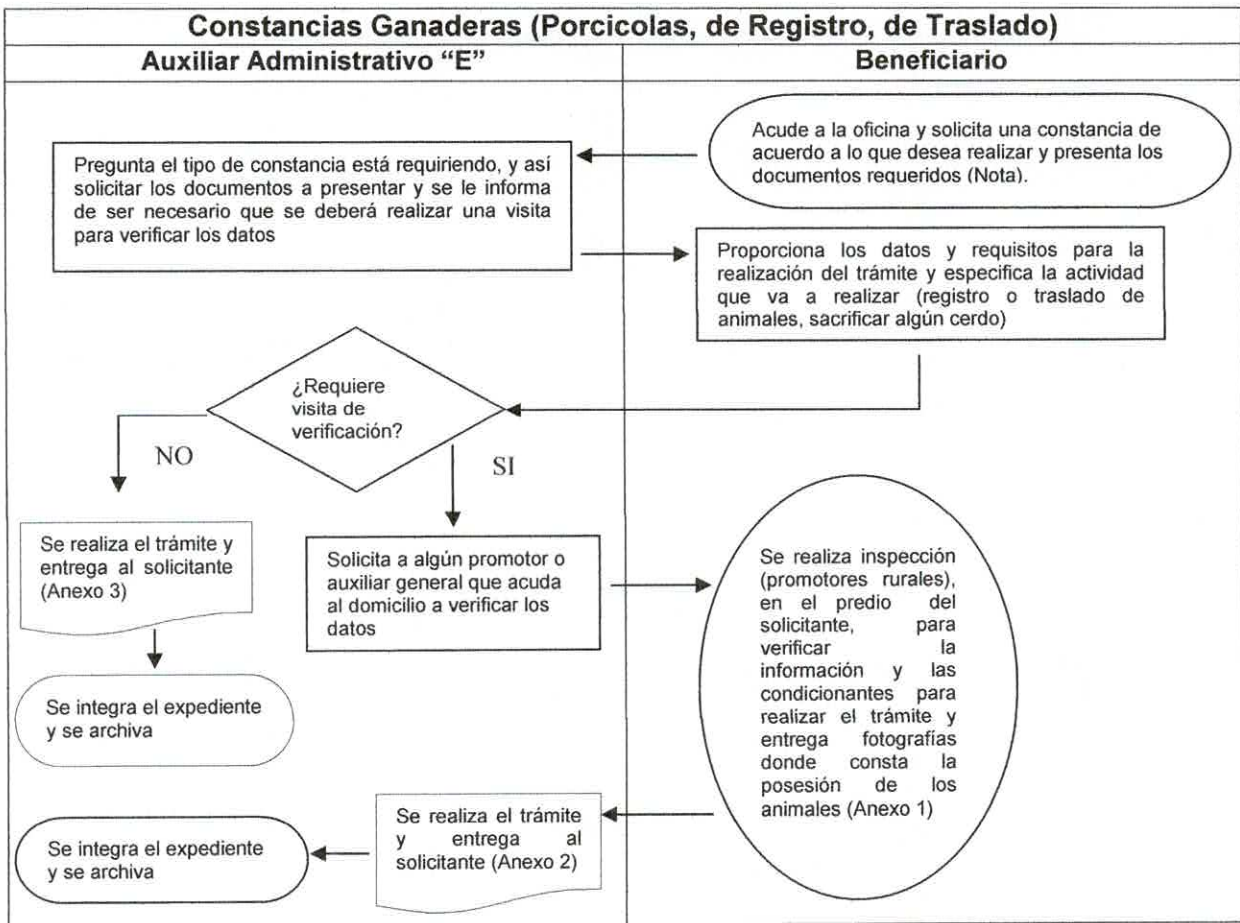 Constancias Ganaderas (Porcicolas, de Registro, de Traslado)
Auxiliar Administrativo “E”
Beneficiario
Acude a la oficina y solicita una constancia de
acuerdo a lo que desea realizar y presenta los
documentos requeridos (Nota).
Pregunta el tipo de constancia está requiriendo, y así
solicitar los documentos a presentar y se le informa
de ser necesario que se deberá realizar una visita
para verificar los datos
Proporciona los datos y requisitos para la
realización del trámite y especifica la actividad
que va a realizar (registro o traslado de
animales, sacrificar algún cerdo)
¿Requiere
visita de
verificación?
NO
SI
Se realiza el trámite y
entrega al solicitante
(Anexo 3)
Solicita a algún promotor o
auxiliar general que acuda
al domicilio a verificar los
datos
Se realiza inspección
(promotores rurales),
en el predio del
solicitante, para
verificar la
información y las
condicionantes para
realizar el trámite y
entrega fotografías
donde consta la
posesión de los
animales (Anexo 1)
Se integra el expediente
y se archiva
Se realiza el trámite
y entrega al
solicitante (Anexo 2)
Se integra el expediente
y se archiva